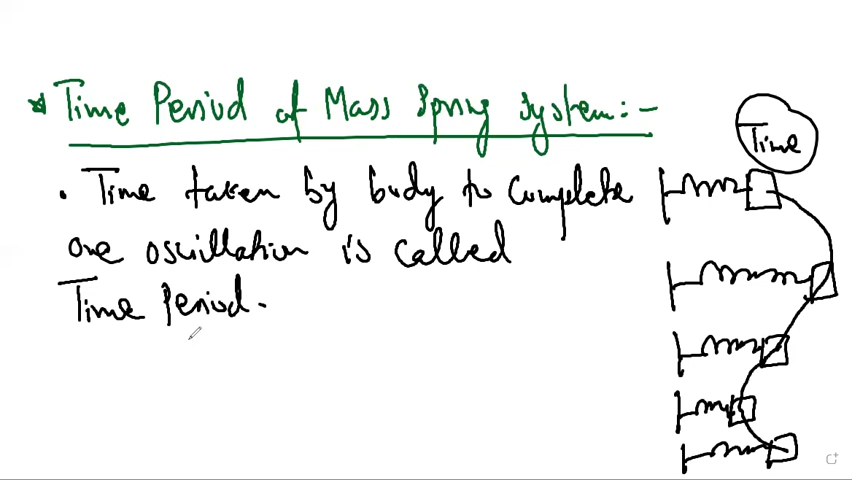 * Time Period of Mass Spring System:-
Time
• Time taken by body to complete
one oscillation is called
Time Period.